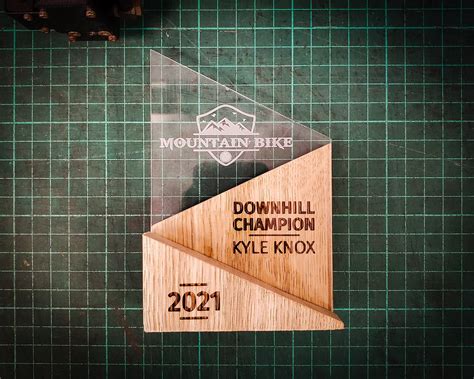 MOUNTAIN BIKE
DOWNHILL
CHAMPION
KYLE KNOX
2021